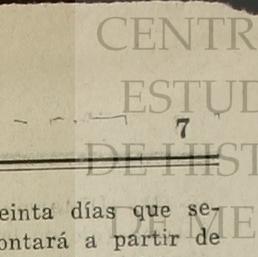 CENTR
ESTUD
7
DE HIST
einta días que se-
ontará a partir de
DE ME